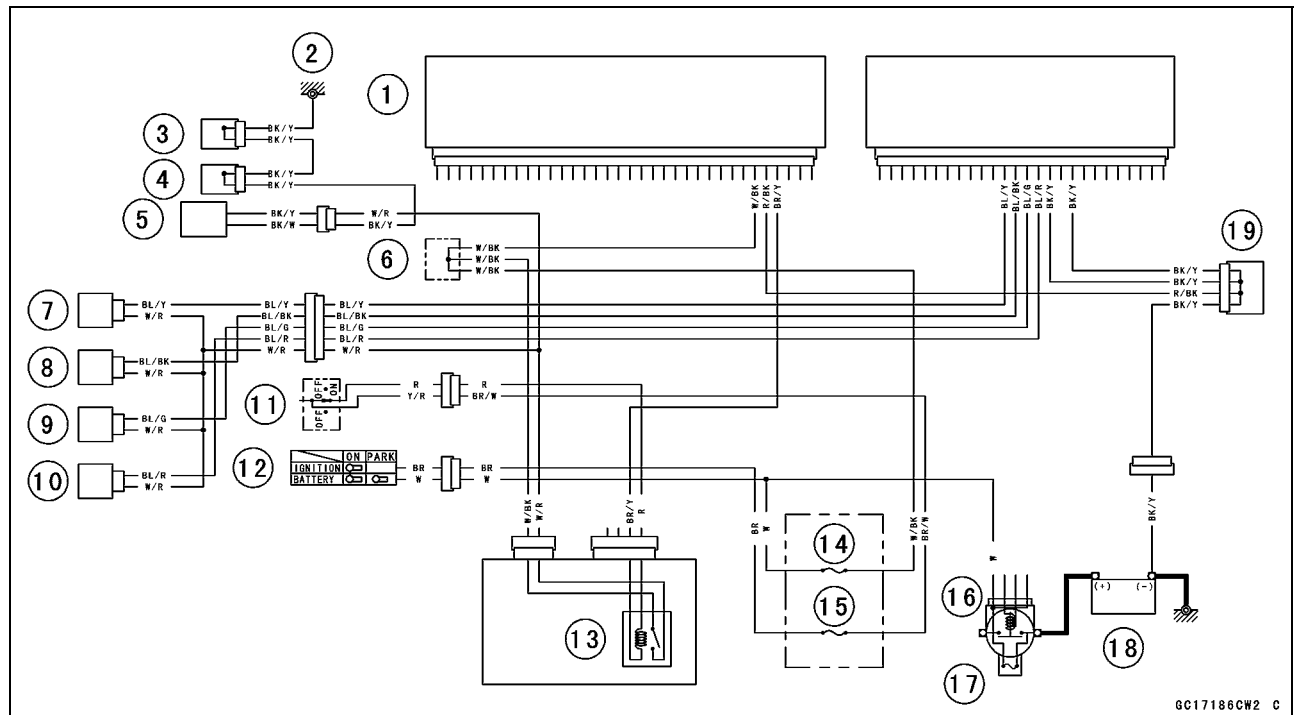 2
1
3
BK/Y
BK/Y
4
BK/Y
BK/Y
5
BK/Y W/R
BK/W BK/Y
W/BK
R/BK
BR/Y
BL/Y
BL/BK
BL/G
BL/R
BK/Y
BK/Y
6
W/BK
W/BK
W/BK
19
BK/Y
BK/Y
R/BK
BK/Y
7
BL/Y BL/Y BL/Y
W/R BL/BK BL/BK
BL/G BL/G
BL/R BL/R
W/R W/R
8
BL/BK
W/R
9
BL/G
W/R
10
BL/R
W/R
11
OFF
ON
OFF
R R
Y/R BR/W
12
ON PARK
IGNITION
BATTERY
BR BR
W W
W/BK
W/R
BR/Y
R
BR
W
W/BK
BR/W
W
BK/Y
13
14
15
16
17
(+) (-)
18
GC17186CW2 C